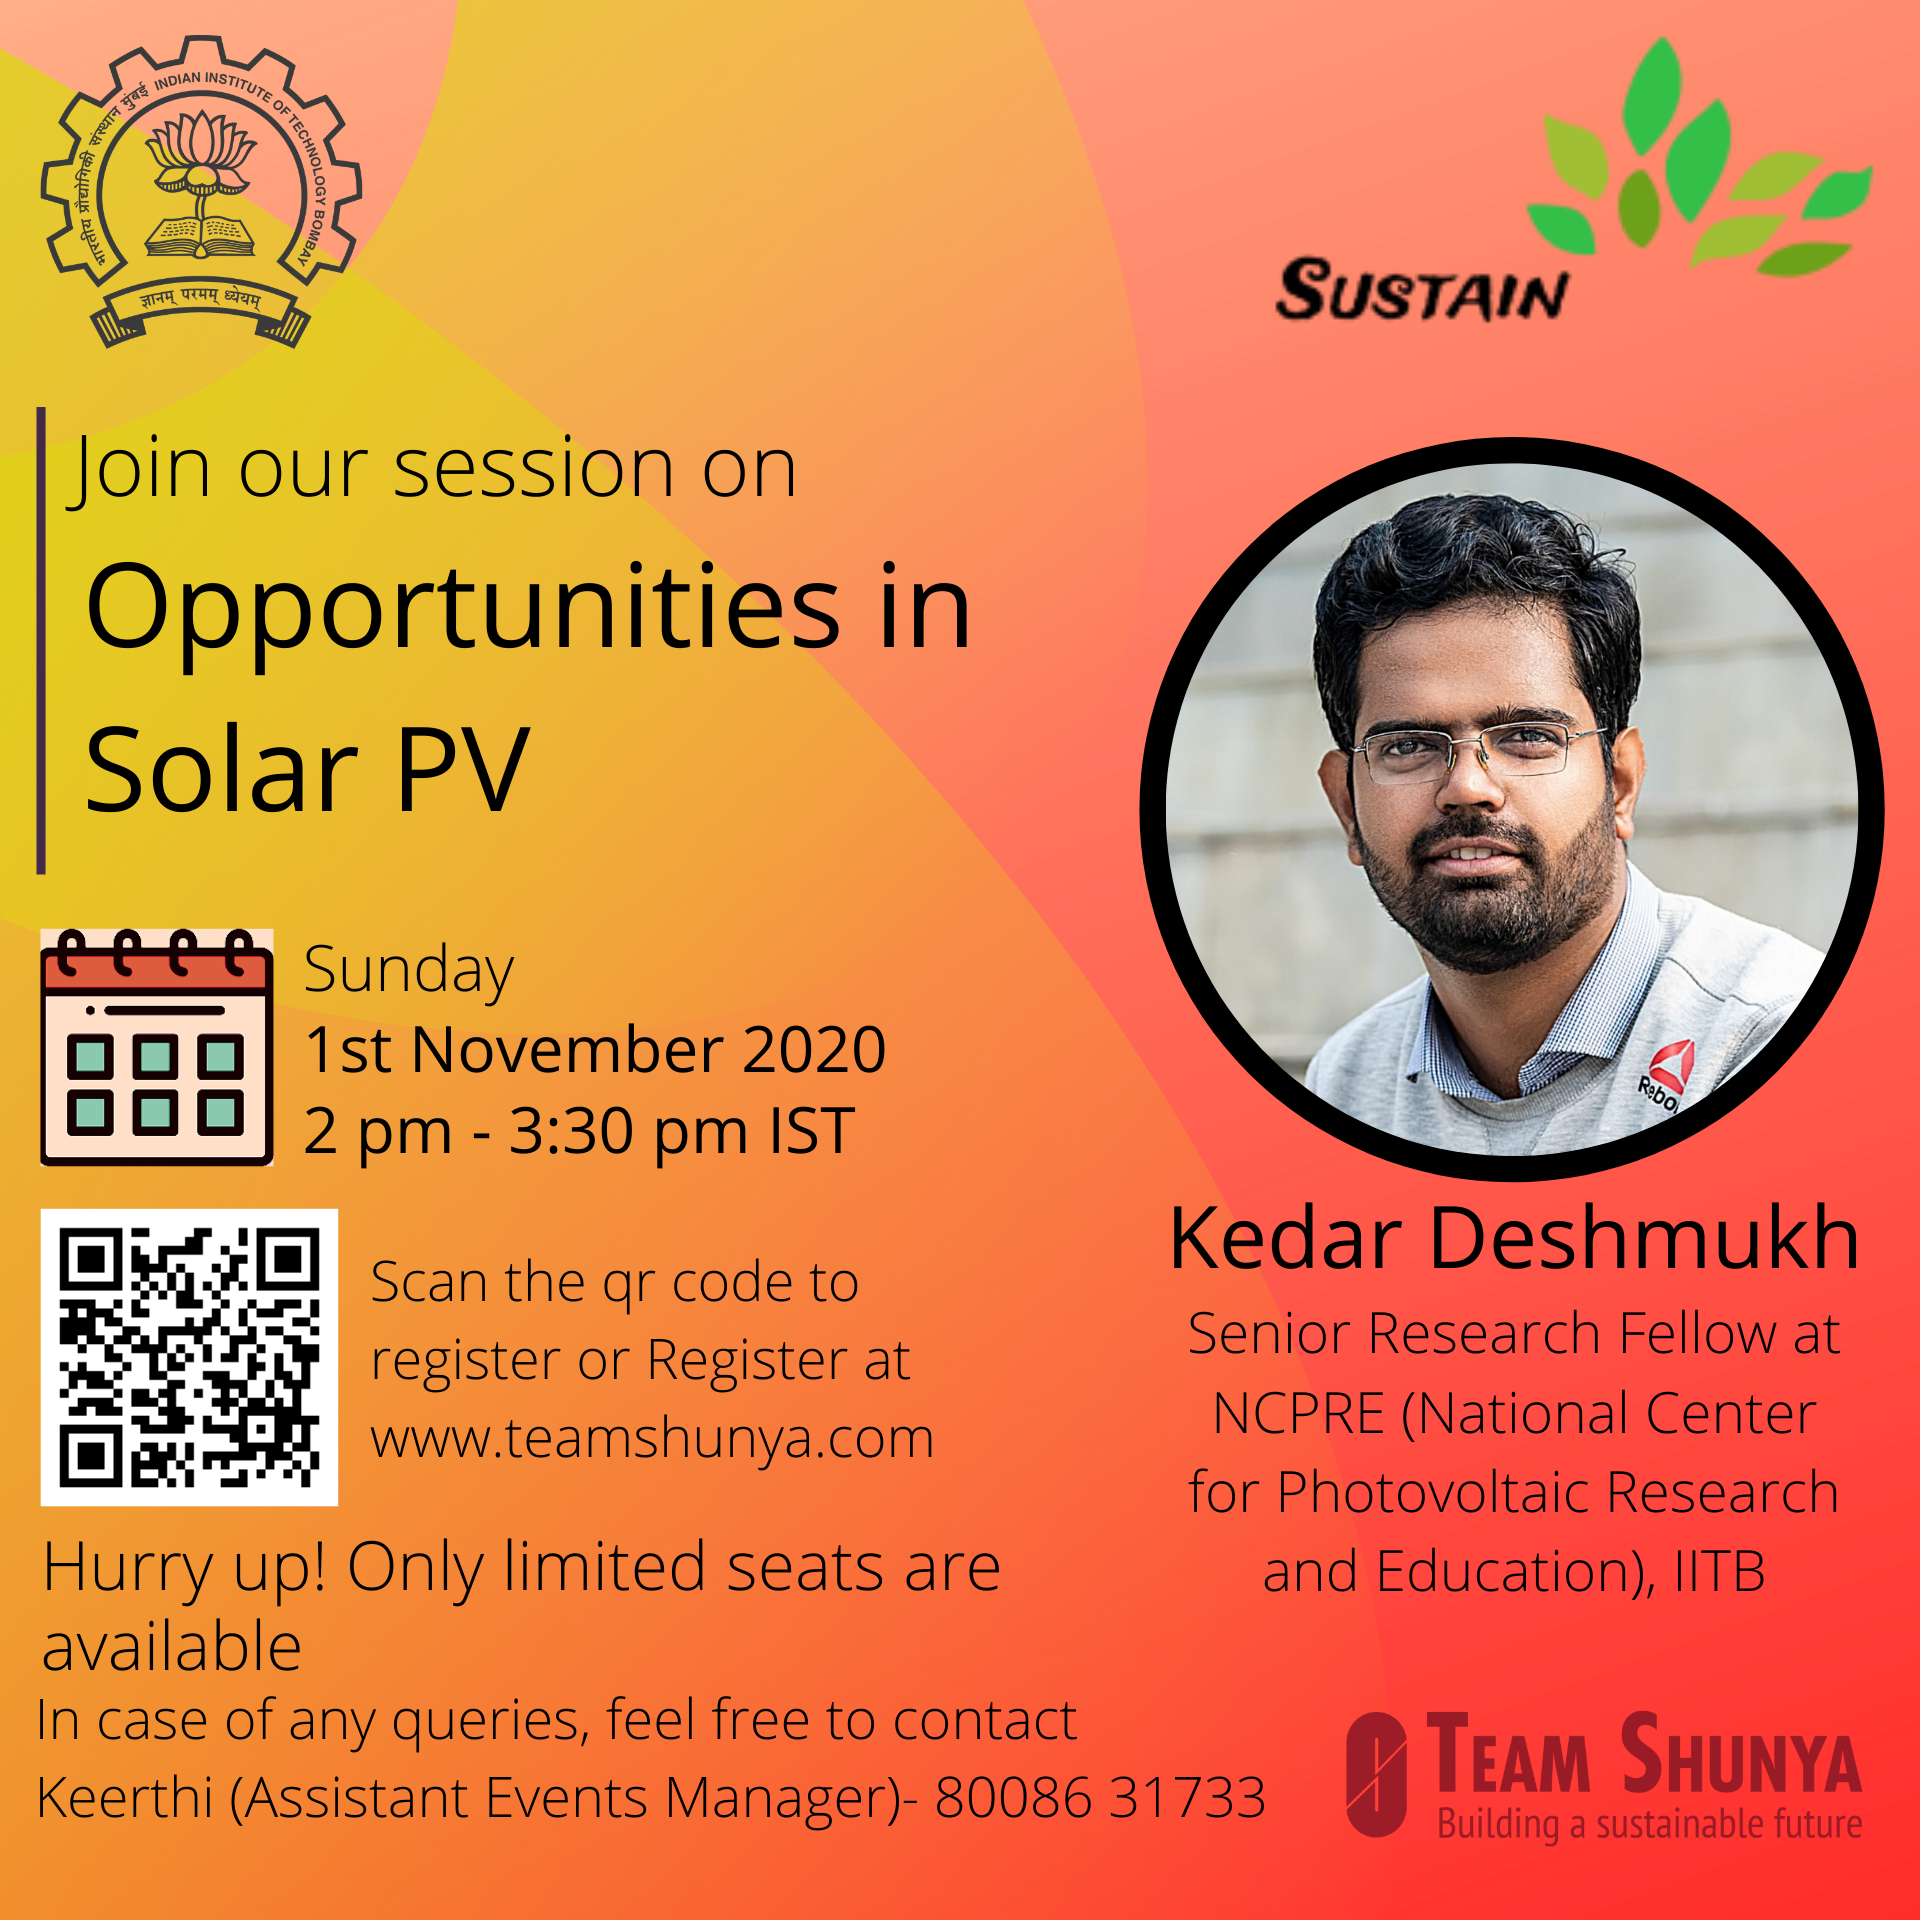 भारतीय प्रौद्योगिकी संस्थान मुंबई INDIAN INSTITUTE OF TECHNOLOGY BOMBAY
ज्ञानम् परमम् ध्येयम्
SUSTAIN
Join our session on
Opportunities in
Solar PV
Sunday
1st November 2020
2 pm - 3:30 pm IST
Scan the qr code to
register or Register at
www.teamshunya.com
Hurry up! Only limited seats are
available
In case of any queries, feel free to contact
Keerthi (Assistant Events Manager)- 80086 31733
Kedar Deshmukh
Senior Research Fellow at
NCPRE (National Center
for Photovoltaic Research
and Education), IITB
TEAM SHUNYA
Building a sustainable future